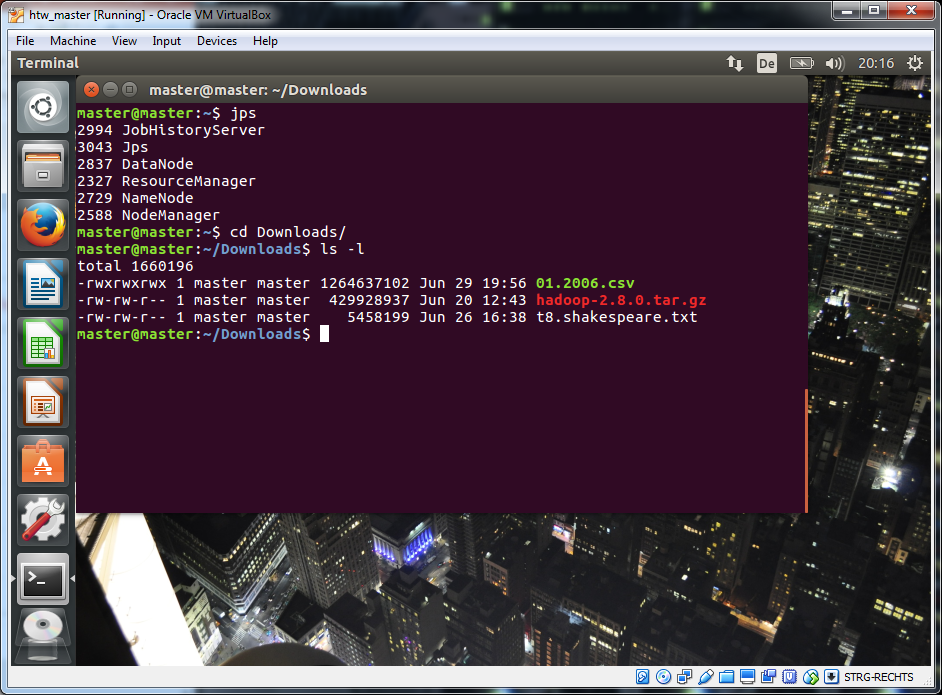 htw_master [Running] - Oracle VM VirtualBox
File Machine View Input Devices Help
Terminal De 20:16
master@master: ~/Downloads
master@master:~$ jps
2994 JobHistoryServer
3043 Jps
2837 DataNode
2327 ResourceManager
2729 NameNode
2588 NodeManager
master@master:~$ cd Downloads/
master@master:~/Downloads$ ls -l
total 1660196
-rwxrwxrwx 1 master master 1264637102 Jun 29 19:56 01.2006.csv
-rw-rw-r-- 1 master master  429928937 Jun 20 12:43 hadoop-2.8.0.tar.gz
-rw-rw-r-- 1 master master    5458199 Jun 26 16:38 t8.shakespeare.txt
master@master:~/Downloads$
STRG-RECHTS